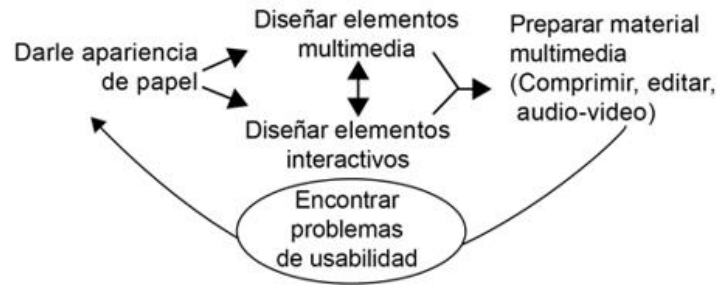 Darle apariencia
de papel
Diseñar elementos
multimedia
Diseñar elementos
interactivos
Preparar material
multimedia
(Comprimir, editar,
audio-video)
Encontrar
problemas
de usabilidad